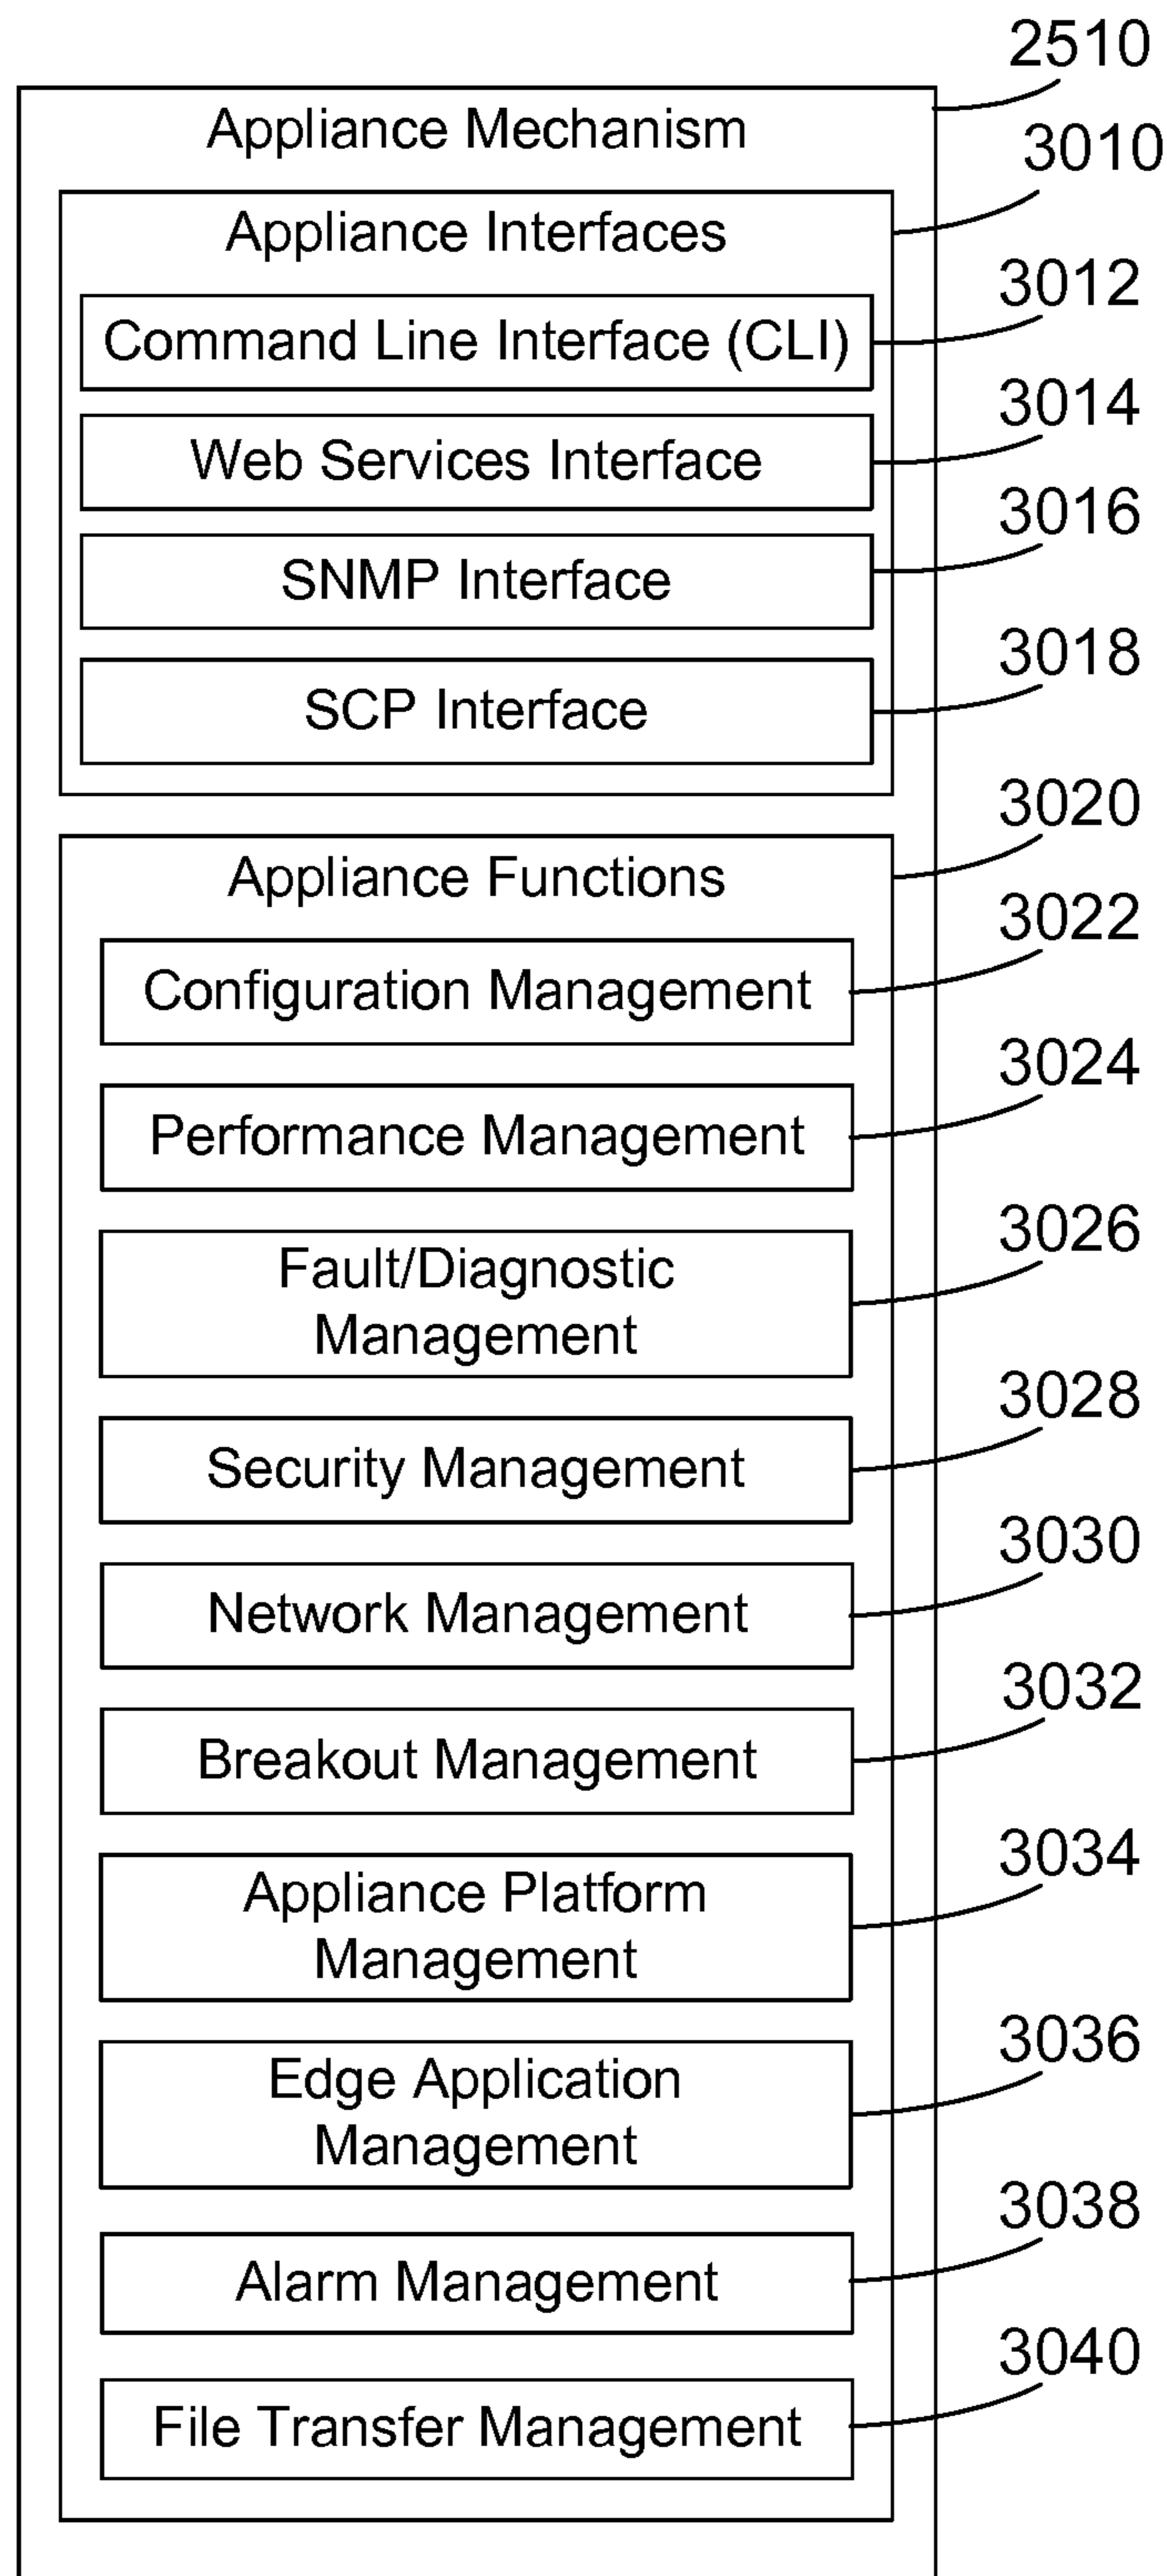 2510
Appliance Mechanism
3010
Appliance Interfaces
3012
Command Line Interface (CLI)
3014
Web Services Interface
3016
SNMP Interface
3018
SCP Interface
3020
Appliance Functions
3022
Configuration Management
3024
Performance Management
3026
Fault/Diagnostic
Management
3028
Security Management
3030
Network Management
3032
Breakout Management
3034
Appliance Platform
Management
3036
Edge Application
Management
3038
Alarm Management
3040
File Transfer Management